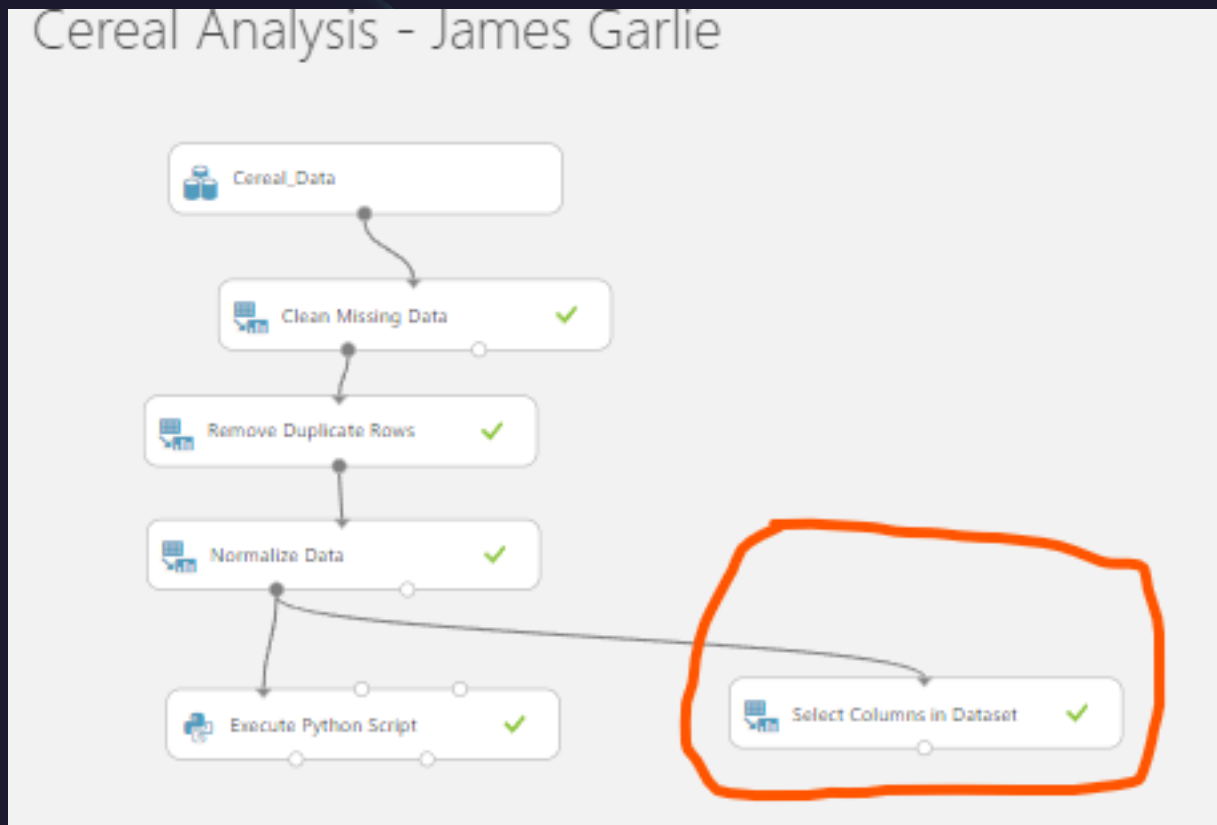 Cereal Analysis - James Garlie
Cereal_Data
Clean Missing Data
Remove Duplicate Rows
Normalize Data
Execute Python Script
Select Columns in Dataset